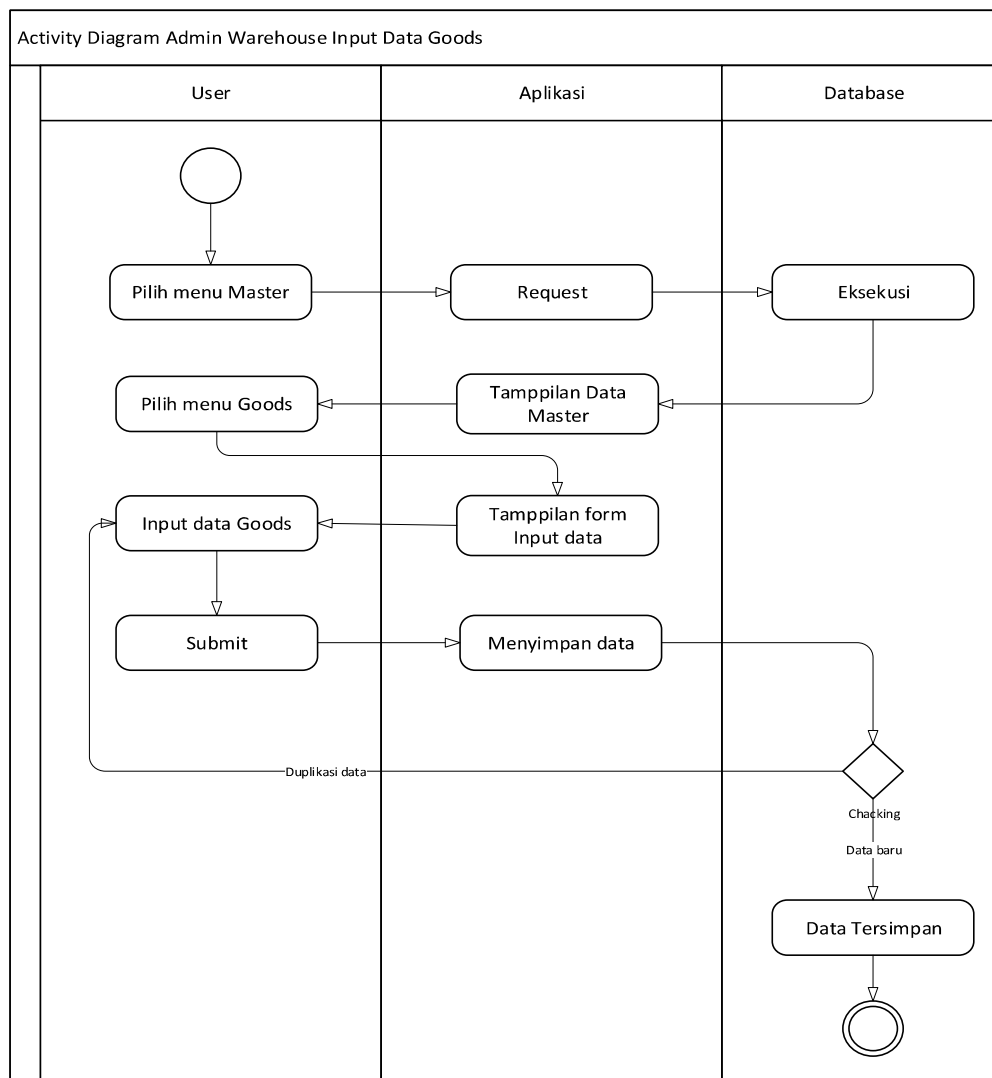 Activity Diagram Admin Warehouse Input Data Goods
User
Aplikasi
Database
Pilih menu Master
Request
Eksekusi
Pilih menu Goods
Tamppilan Data
Master
Input data Goods
Tamppilan form
Input data
Submit
Menyimpan data
Duplikasi data
Chacking
Data baru
Data Tersimpan